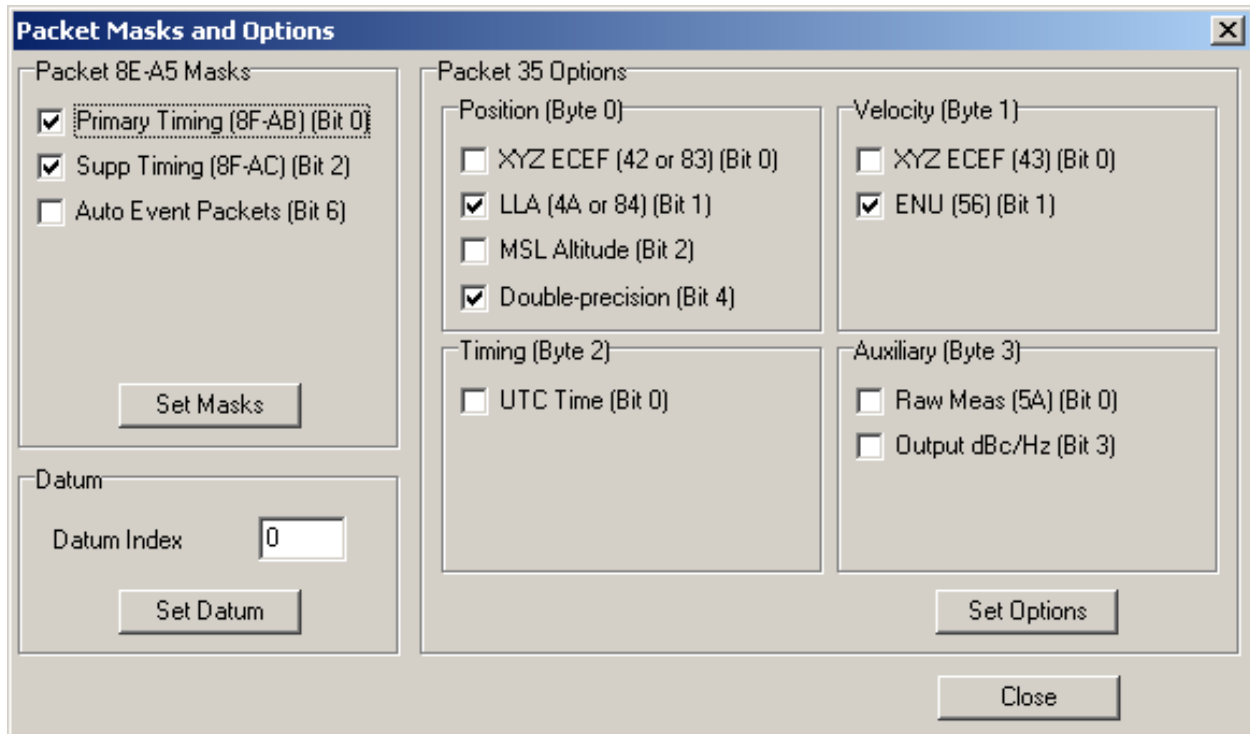 Packet Masks and Options
Packet 8E-A5 Masks
Primary Timing (8F-AB) (Bit 0)
Supp Timing (8F-AC) (Bit 2)
Auto Event Packets (Bit 6)
Set Masks
Datum
Datum Index
0
Set Datum
Packet 35 Options
Position (Byte 0)
XYZ ECEF (42 or 83) (Bit 0)
LLA (4A or 84) (Bit 1)
MSL Altitude (Bit 2)
Double-precision (Bit 4)
Velocity (Byte 1)
XYZ ECEF (43) (Bit 0)
ENU (56) (Bit 1)
Timing (Byte 2)
UTC Time (Bit 0)
Auxiliary (Byte 3)
Raw Meas (5A) (Bit 0)
Output dBc/Hz (Bit 3)
Set Options
Close